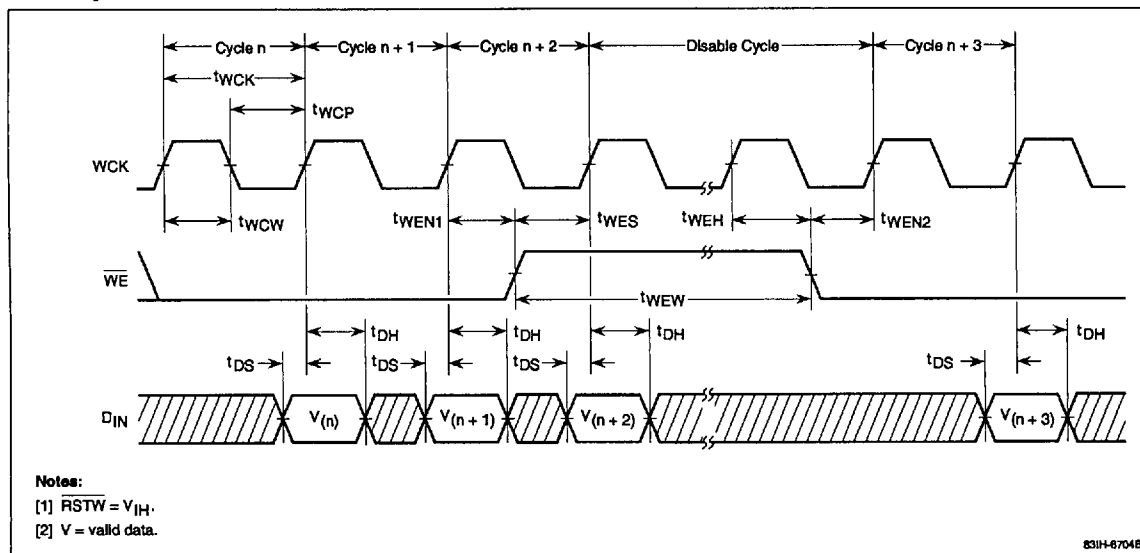 Cycle n Cycle n + 1 Cycle n + 2 Disable Cycle Cycle n + 3
tWCK
tWCP
WCK
tWCW tWEN1 tWES tWEH tWEN2
WE
tWEW
tDH tDH tDH tDH
tDS tDS tDS tDS
DIN V(n) V(n + 1) V(n + 2) V(n + 3)
Notes:
[1] RSTW = VIH.
[2] V = valid data.
83IH-6704B